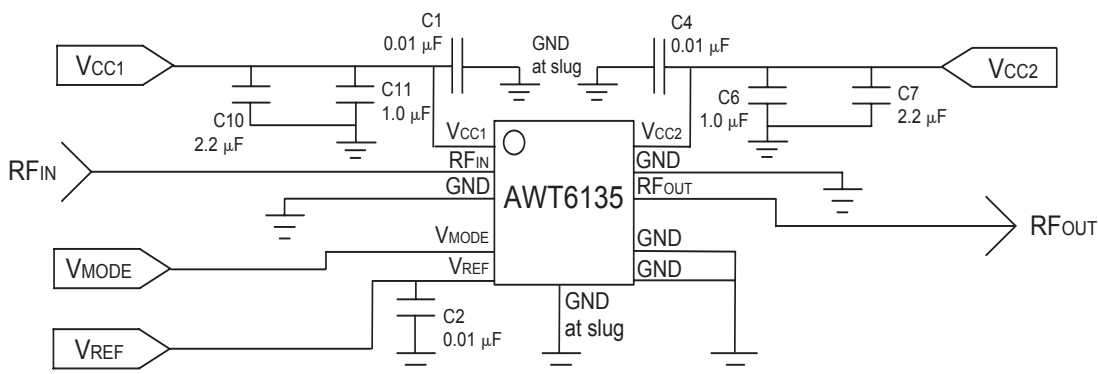 C1
0.01 µF
GND
at slug
C4
0.01 µF
VCC1
VCC2
C10
2.2 µF
C11
1.0 µF
C6
1.0 µF
C7
2.2 µF
VCC1
VCC2
RFIN
RFIN
GND
GND
RFOUT
AWT6135
RFOUT
VMODE
VMODE
GND
VREF
GND
C2
0.01 µF
GND
at slug
VREF